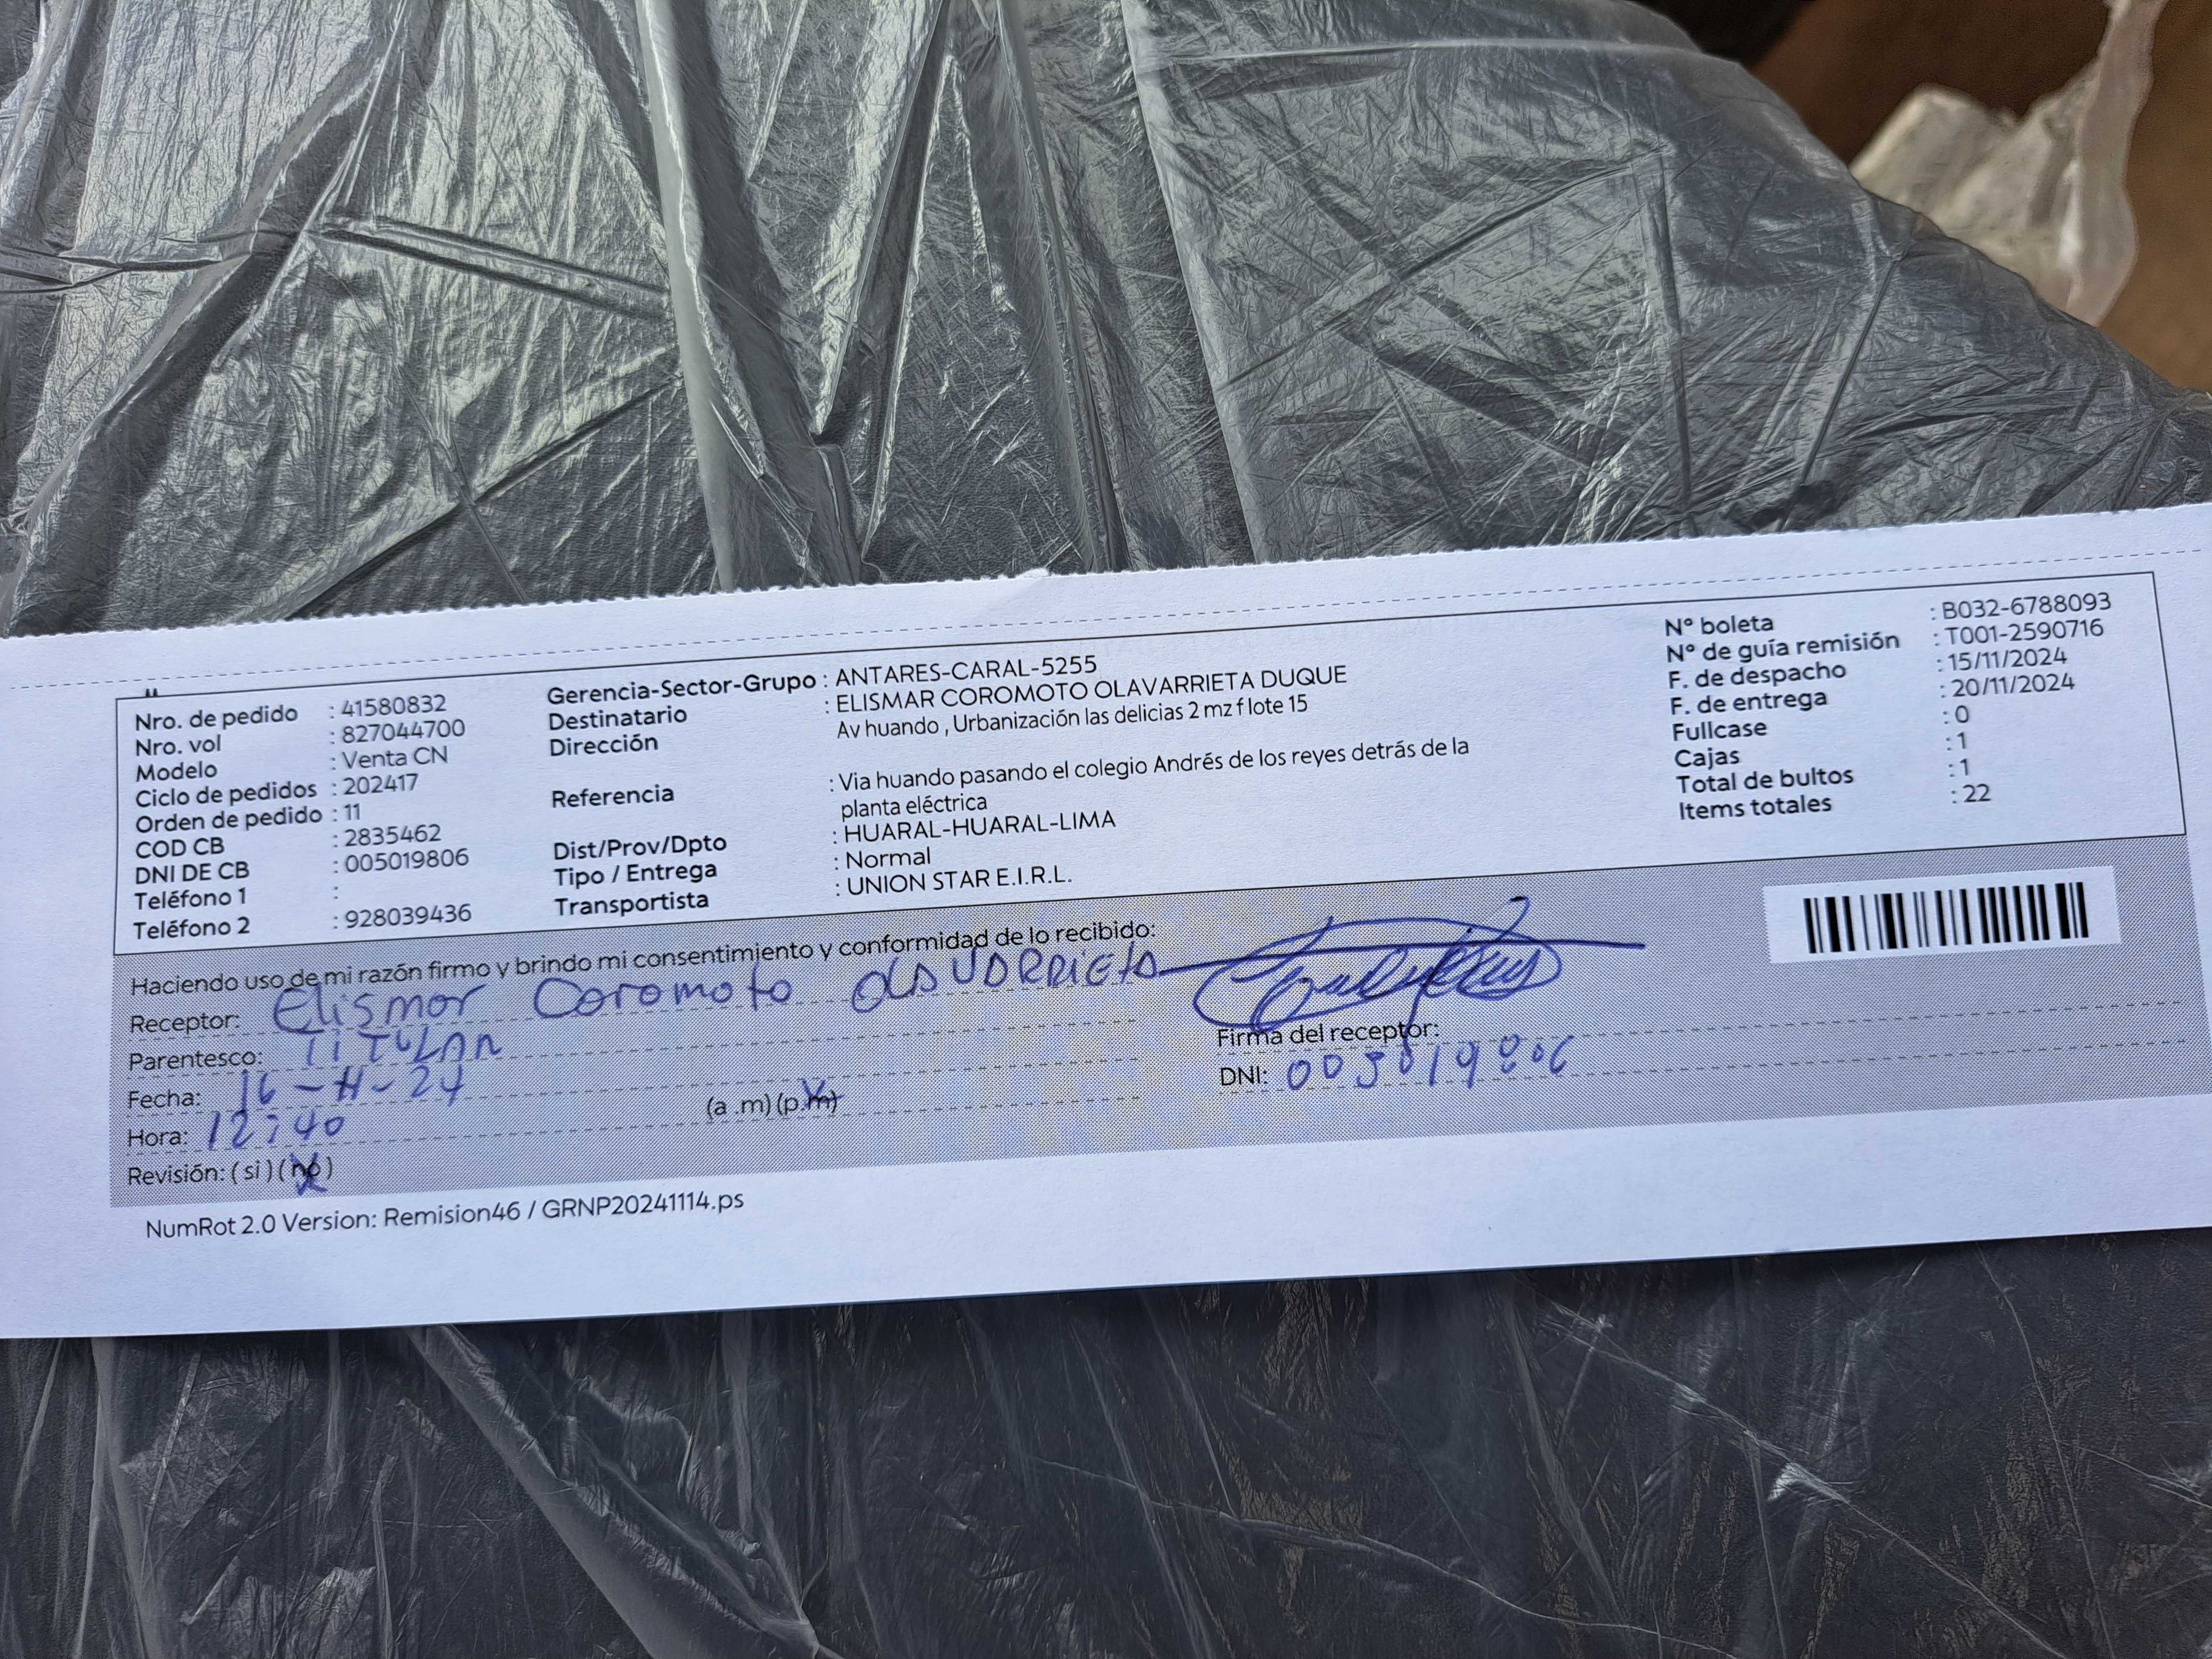 Nro. de pedido : 41580832
Nro. vol : 827044700
Modelo : Venta CN
Ciclo de pedidos : 202417
Orden de pedido : 11
COD CB : 2835462
DNI DE CB : 005019806
Teléfono 1 :
Teléfono 2 : 928039436
Gerencia-Sector-Grupo : ANTARES-CARAL-5255
Destinatario : ELISMAR COROMOTO OLAVARRIETA DUQUE
Dirección Av huando , Urbanización las delicias 2 mz f lote 15
Referencia : Via huando pasando el colegio Andrés de los reyes detrás de la
planta eléctrica
Dist/Prov/Dpto : HUARAL-HUARAL-LIMA
Tipo / Entrega : Normal
Transportista : UNION STAR E.I.R.L.
N° boleta : B032-6788093
N° de guía remisión : T001-2590716
F. de despacho : 15/11/2024
F. de entrega : 20/11/2024
Fullcase : 0
Cajas : 1
Total de bultos : 1
Items totales : 22
Haciendo uso de mi razón firmo y brindo mi consentimiento y conformidad de lo recibido:
Receptor: Elismar Coromoto OLAVARRIETA
Parentesco: TITULAR
Fecha: 16-11-24
Hora: 12:40 (a .m) (p.m)
Revisión: ( si ) ( no )
Firma del receptor:
DNI: 005019806
NumRot 2.0 Version: Remision46 / GRNP20241114.ps